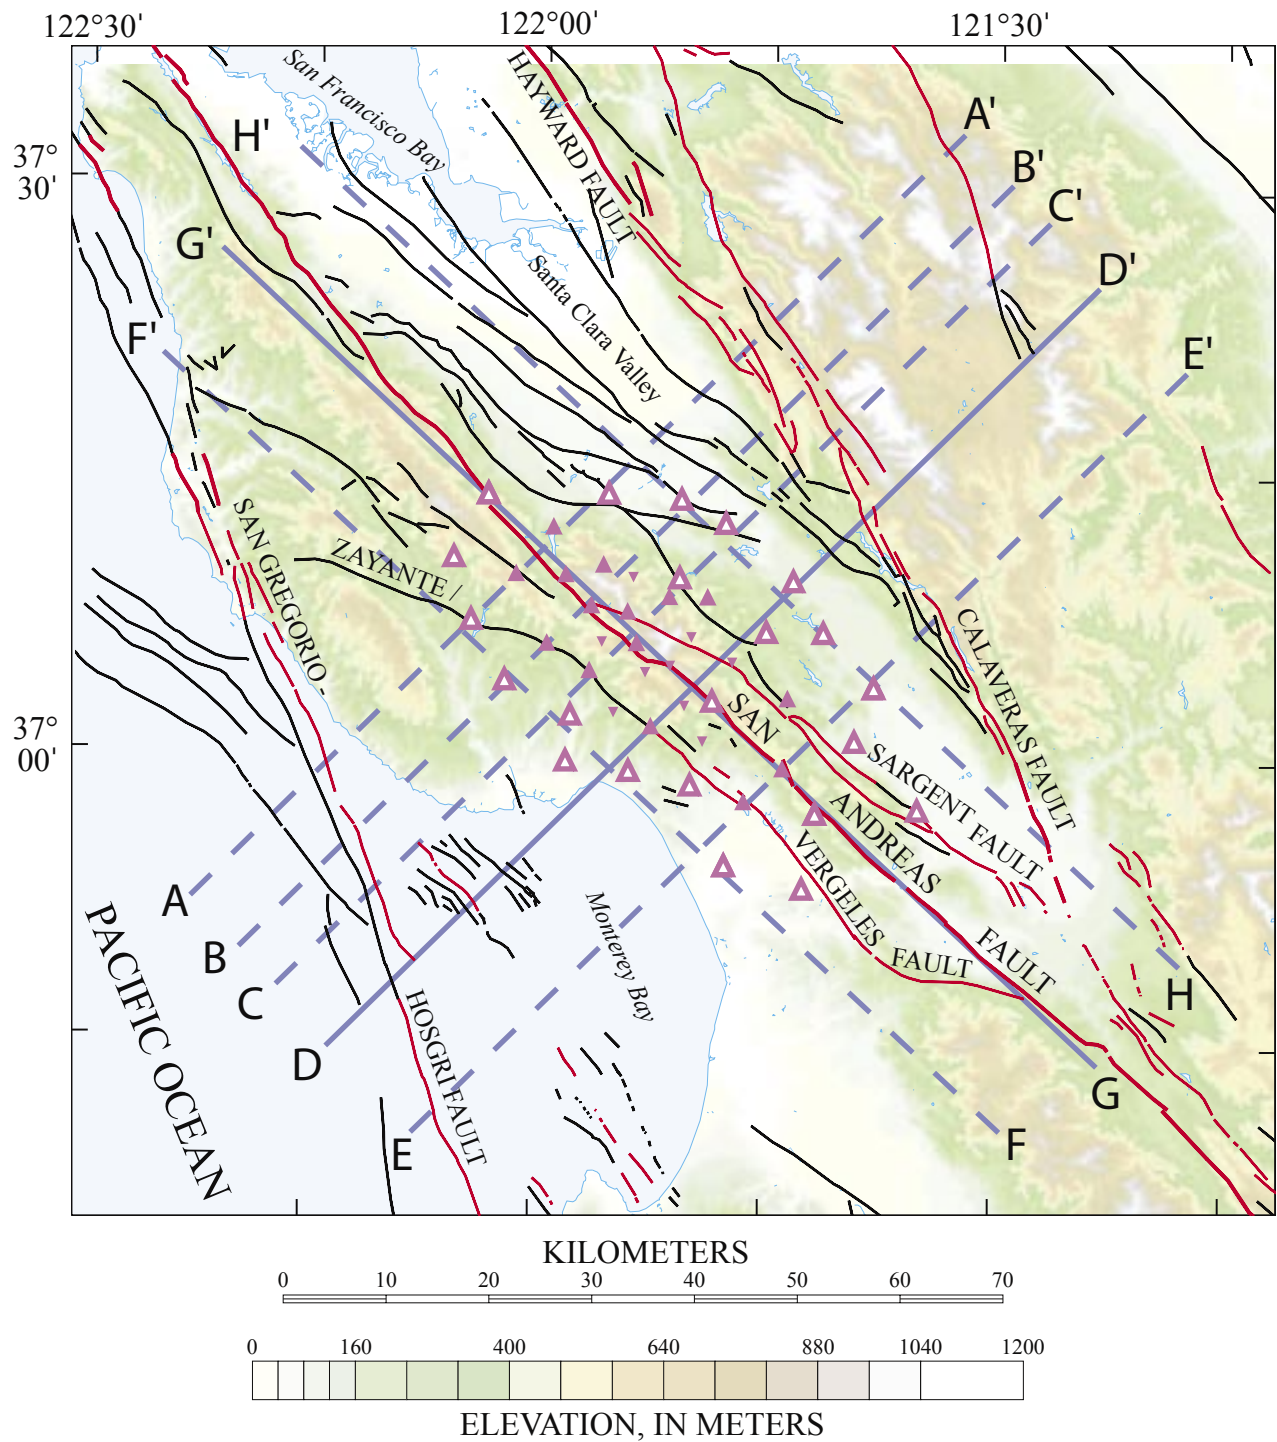 122°30'
122°00'
121°30'
37°
30'
37°
00'
San Francisco Bay
HAYWARD FAULT
A'
B'
C'
D'
E'
F'
G'
H'
Santa Clara Valley
ZAYANTE /
SAN GREGORIO -
CALAVERAS FAULT
SAN
ANDREAS
FAULT
SARGENT FAULT
VERGELES
FAULT
A
B
C
D
E
F
G
H
PACIFIC OCEAN
HOSGRI FAULT
Monterey Bay
KILOMETERS
0 10 20 30 40 50 60 70
0 160 400 640 880 1040 1200
ELEVATION, IN METERS